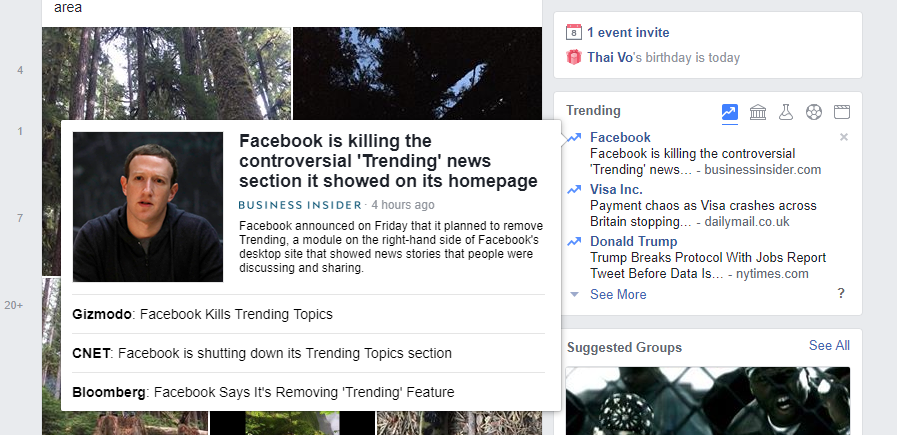 area
4
1
7
20+
Facebook is killing the
controversial 'Trending' news
section it showed on its homepage
BUSINESS INSIDER · 4 hours ago
Facebook announced on Friday that it planned to remove
Trending, a module on the right-hand side of Facebook's
desktop site that showed news stories that people were
discussing and sharing.
Gizmodo: Facebook Kills Trending Topics
CNET: Facebook is shutting down its Trending Topics section
Bloomberg: Facebook Says It's Removing 'Trending' Feature
8
1 event invite
Thai Vo's birthday is today
Trending
Facebook
Facebook is killing the controversial
'Trending' news… - businessinsider.com
Visa Inc.
Payment chaos as Visa crashes across
Britain stopping… - dailymail.co.uk
Donald Trump
Trump Breaks Protocol With Jobs Report
Tweet Before Data Is… - nytimes.com
See More
?
Suggested Groups
See All